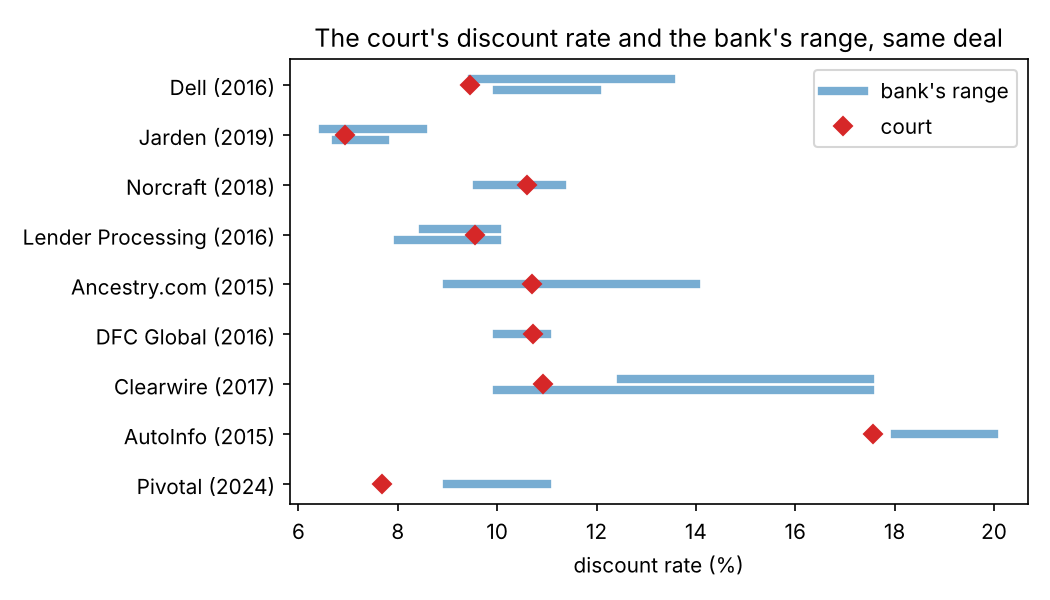 The court's discount rate and the bank's range, same deal
bank's range
court
Dell (2016)
Jarden (2019)
Norcraft (2018)
Lender Processing (2016)
Ancestry.com (2015)
DFC Global (2016)
Clearwire (2017)
AutoInfo (2015)
Pivotal (2024)
6 8 10 12 14 16 18 20
discount rate (%)